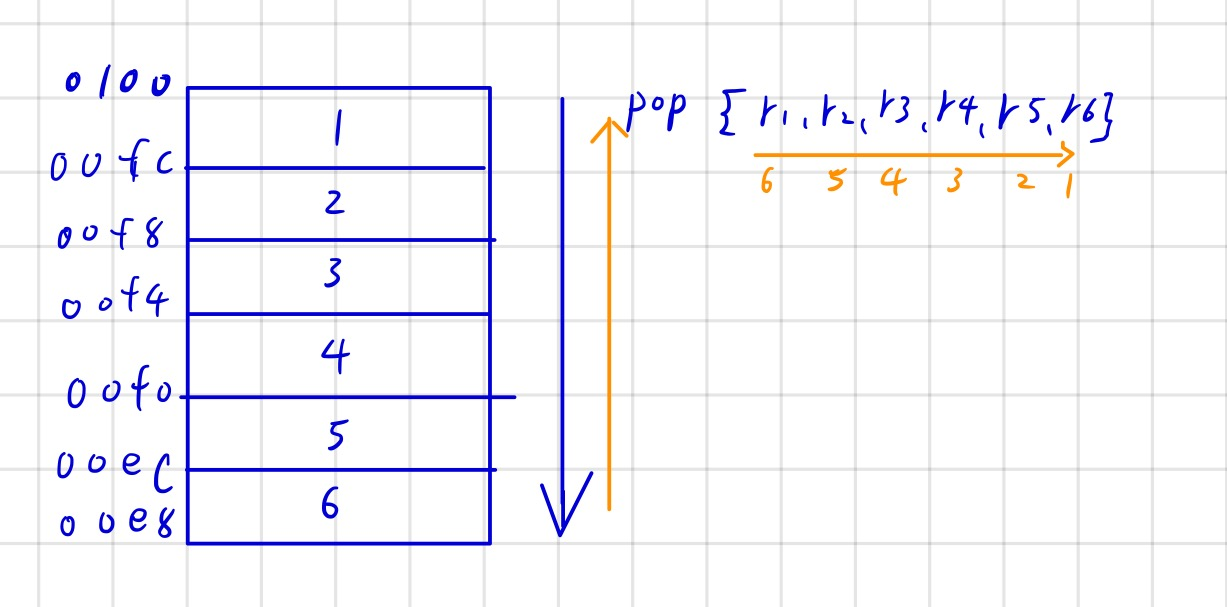 0100
1
pop {r1,r2,r3,r4,r5,r6}
6 5 4 3 2 1
00fc
2
00f8
3
00f4
4
00f0
5
00ec
6
00e8